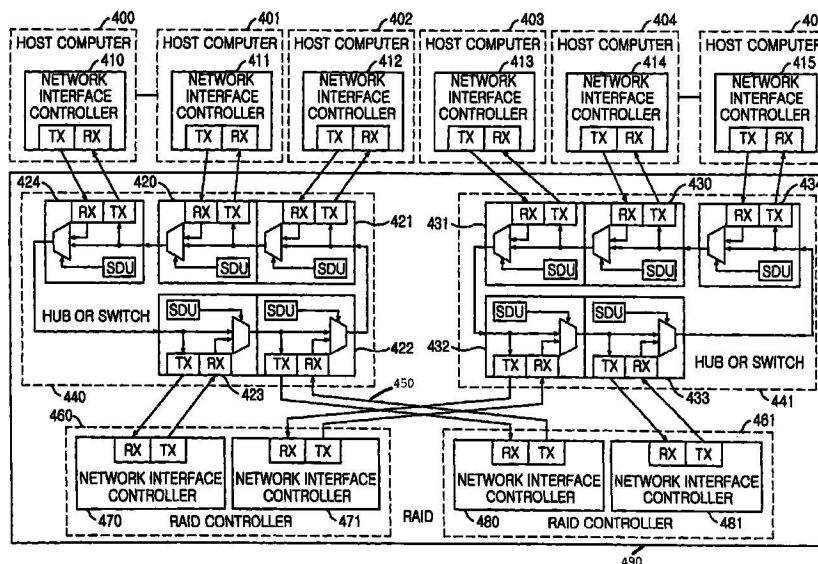 400 401 402 403 404 40
HOST COMPUTER HOST COMPUTER HOST COMPUTER HOST COMPUTER HOST COMPUTER HOST COMPUTER
410 411 412 413 414 415
NETWORK INTERFACE CONTROLLER
NETWORK INTERFACE CONTROLLER
NETWORK INTERFACE CONTROLLER
NETWORK INTERFACE CONTROLLER
NETWORK INTERFACE CONTROLLER
NETWORK INTERFACE CONTROLLER
TX RX TX RX TX RX TX RX TX RX TX RX
424 420 430 434
RX TX RX TX RX TX RX TX RX TX RX TX
421 431
SDU SDU SDU SDU SDU SDU
SDU SDU SDU SDU
HUB OR SWITCH
422 432
HUB OR SWITCH
TX RX TX RX TX RX TX RX
440 423 450 433 441
460 461
RX TX RX TX RX TX RX TX
NETWORK INTERFACE CONTROLLER
NETWORK INTERFACE CONTROLLER
NETWORK INTERFACE CONTROLLER
NETWORK INTERFACE CONTROLLER
470 471 480 481
RAID CONTROLLER RAID RAID CONTROLLER
490